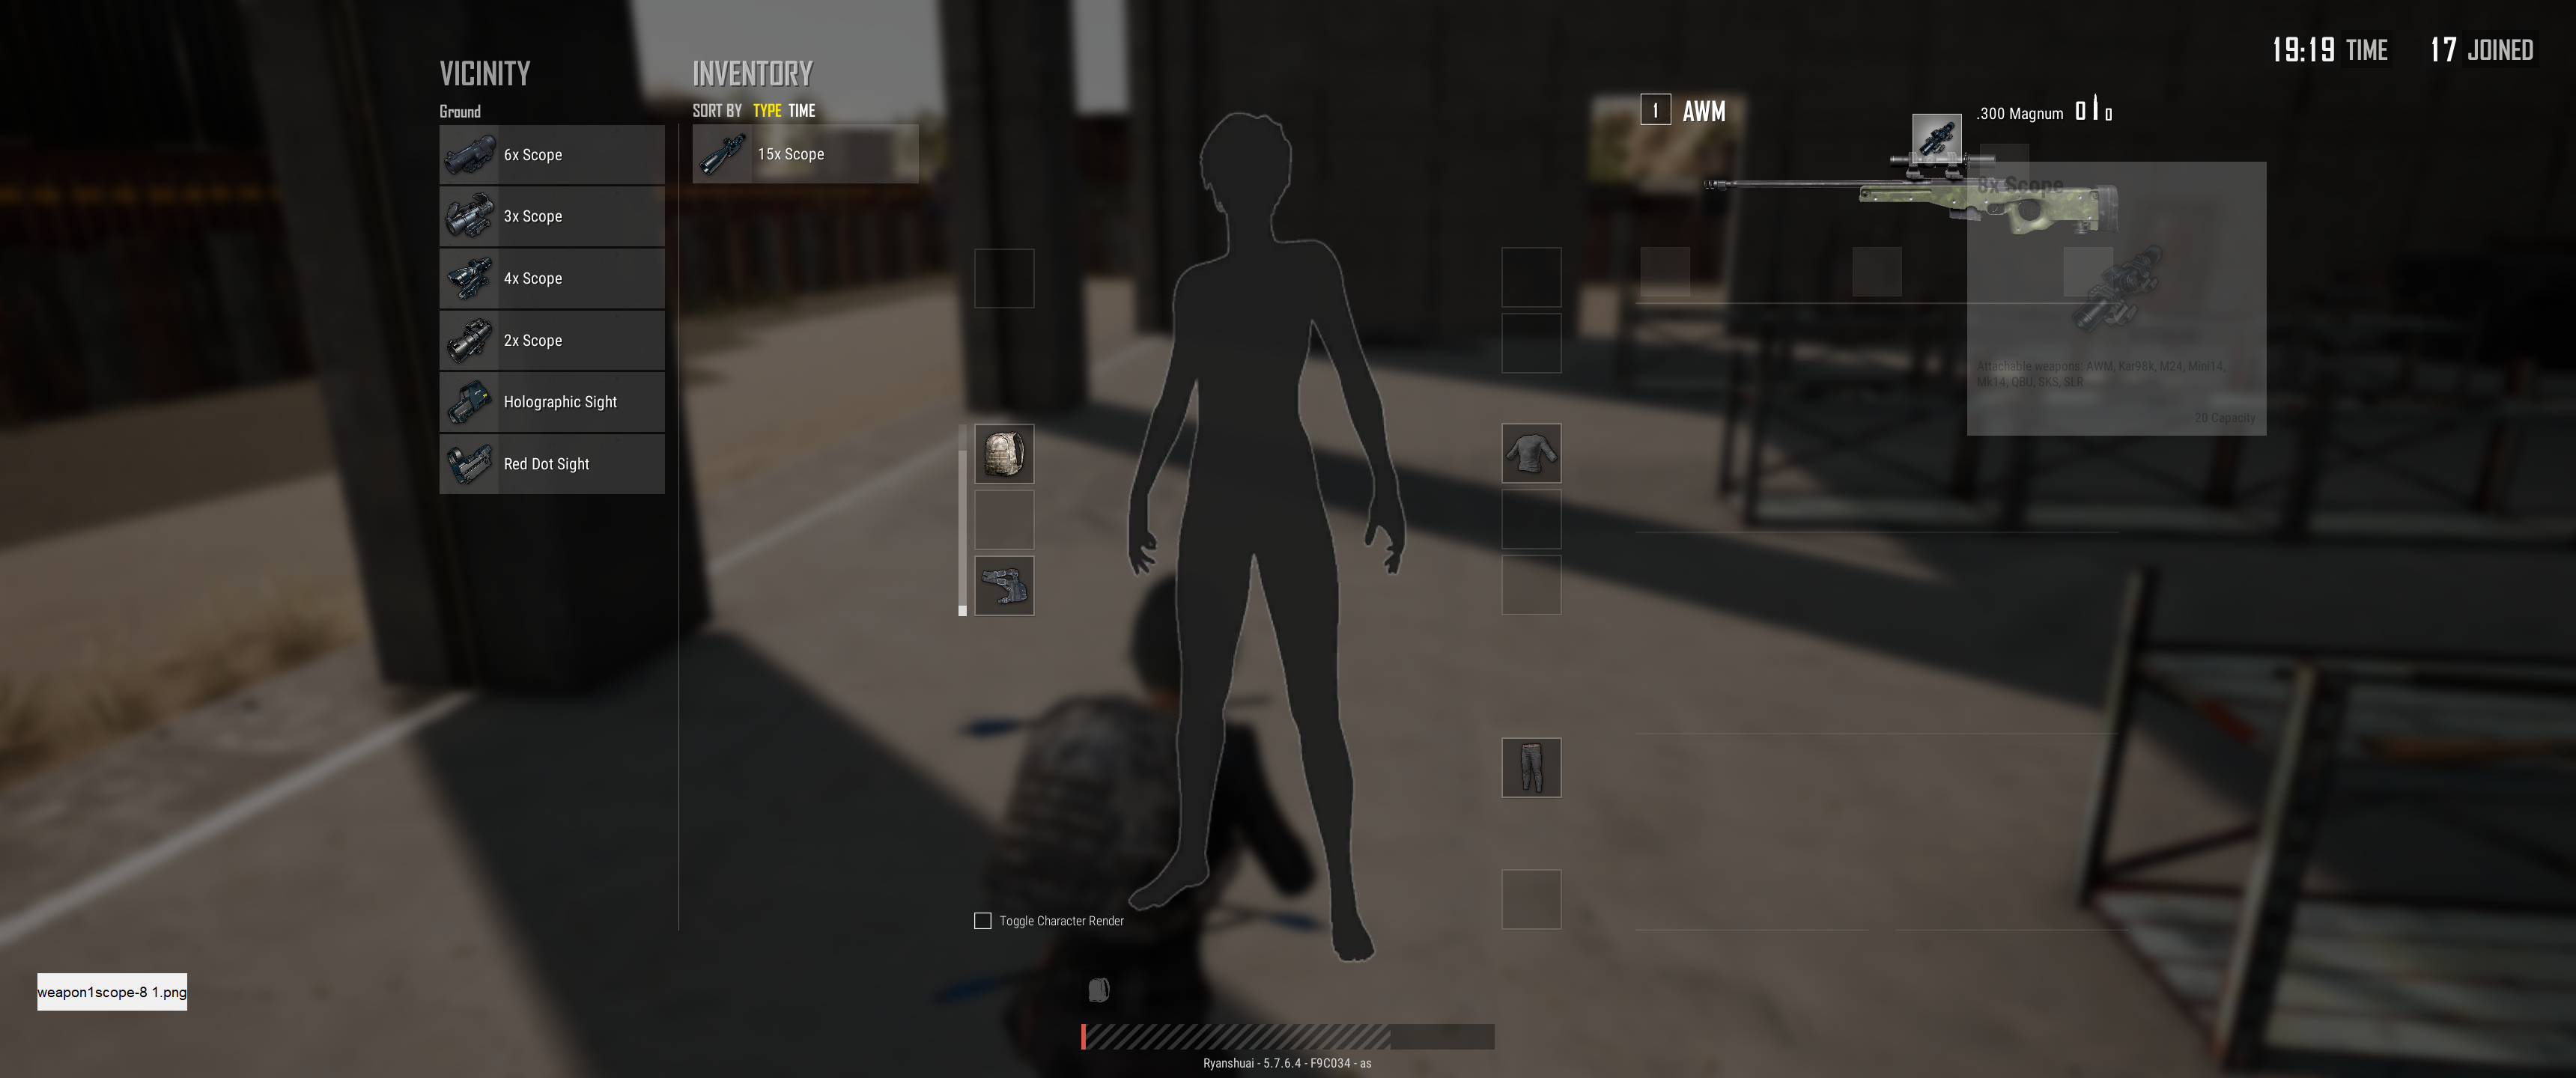 19:19 TIME 17 JOINED
VICINITY
Ground
6x Scope
3x Scope
4x Scope
2x Scope
Holographic Sight
Red Dot Sight
INVENTORY
SORT BY TYPE TIME
15x Scope
1 AWM
.300 Magnum 0 0
8x Scope
Attachable weapons: AWM, Kar98k, M24, Mini14,
Mk14, QBU, SKS, SLR
20 Capacity
Toggle Character Render
weapon1scope-8 1.png
Ryanshuai - 5.7.6.4 - F9C034 - as